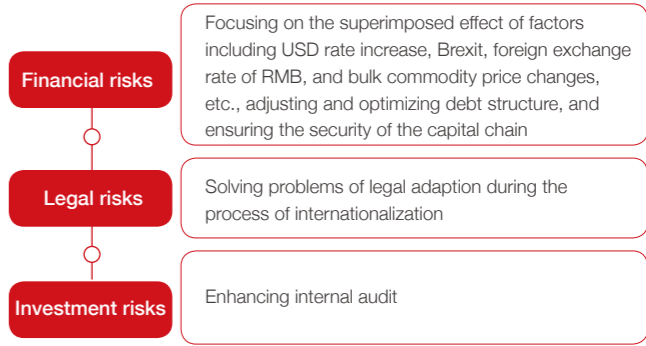 Financial risks
Focusing on the superimposed effect of factors
including USD rate increase, Brexit, foreign exchange
rate of RMB, and bulk commodity price changes,
etc., adjusting and optimizing debt structure, and
ensuring the security of the capital chain
Legal risks
Solving problems of legal adaption during the
process of internationalization
Investment risks
Enhancing internal audit